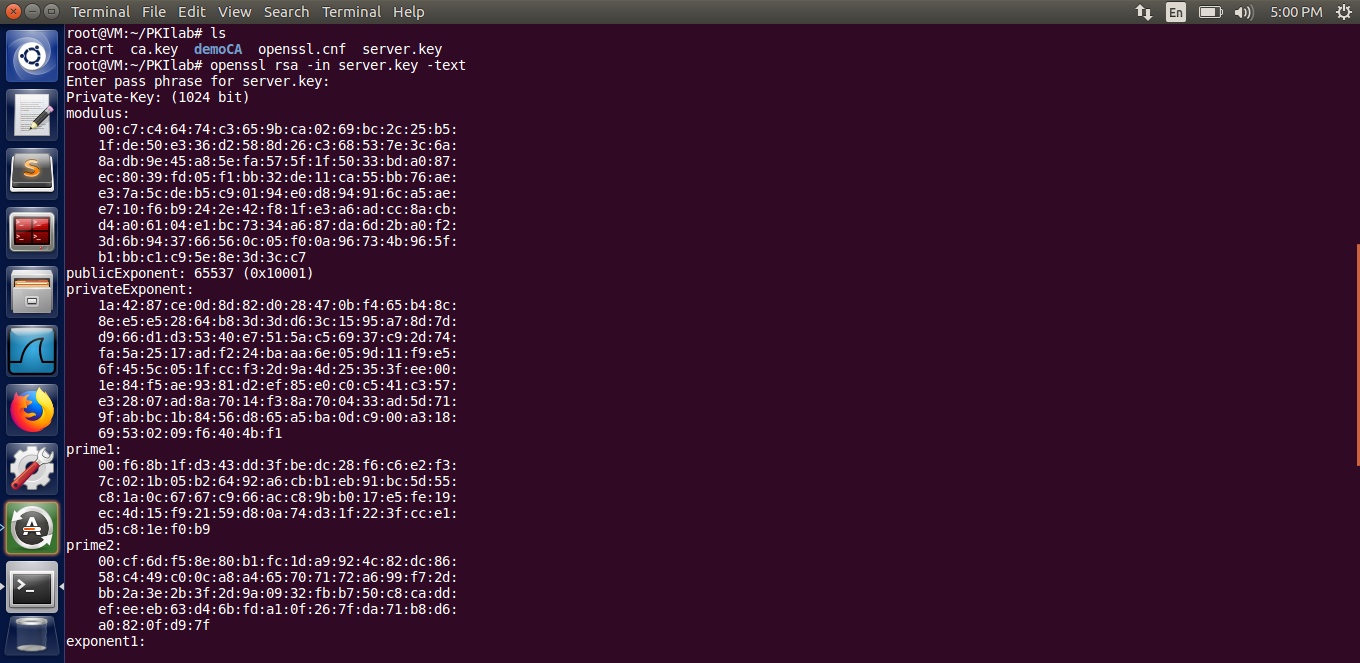 Terminal File Edit View Search Terminal Help En 5:00 PM
root@VM:~/PKIlab# ls
ca.crt ca.key demoCA openssl.cnf server.key
root@VM:~/PKIlab# openssl rsa -in server.key -text
Enter pass phrase for server.key:
Private-Key: (1024 bit)
modulus:
00:c7:c4:64:74:c3:65:9b:ca:02:69:bc:2c:25:b5:
1f:de:50:e3:36:d2:58:8d:26:c3:68:53:7e:3c:6a:
8a:db:9e:45:a8:5e:fa:57:5f:1f:50:33:bd:a0:87:
ec:80:39:fd:05:f1:bb:32:de:11:ca:55:bb:76:ae:
e3:7a:5c:de:b5:c9:01:94:e0:d8:94:91:6c:a5:ae:
e7:10:f6:b9:24:2e:42:f8:1f:e3:a6:ad:cc:8a:cb:
d4:a0:61:04:e1:bc:73:34:a6:87:da:6d:2b:a0:f2:
3d:6b:94:37:66:56:0c:05:f0:0a:96:73:4b:96:5f:
b1:bb:c1:c9:5e:8e:3d:3c:c7
publicExponent: 65537 (0x10001)
privateExponent:
1a:42:87:ce:0d:8d:82:d0:28:47:0b:f4:65:b4:8c:
8e:e5:e5:28:64:b8:3d:3d:d6:3c:15:95:a7:8d:7d:
d9:66:d1:d3:53:40:e7:51:5a:c5:69:37:c9:2d:74:
fa:5a:25:17:ad:f2:24:ba:aa:6e:05:9d:11:f9:e5:
6f:45:5c:05:1f:cc:f3:2d:9a:4d:25:35:3f:ee:00:
1e:84:f5:ae:93:81:d2:ef:85:e0:c0:c5:41:c3:57:
e3:28:07:ad:8a:70:14:f3:8a:70:04:33:ad:5d:71:
9f:ab:bc:1b:84:56:d8:65:a5:ba:0d:c9:00:a3:18:
69:53:02:09:f6:40:4b:f1
prime1:
00:f6:8b:1f:d3:43:dd:3f:be:dc:28:f6:c6:e2:f3:
7c:02:1b:05:b2:64:92:a6:cb:b1:eb:91:bc:5d:55:
c8:1a:0c:67:67:c9:66:ac:c8:9b:b0:17:e5:fe:19:
ec:4d:15:f9:21:59:d8:0a:74:d3:1f:22:3f:cc:e1:
d5:c8:1e:f0:b9
prime2:
00:cf:6d:f5:8e:80:b1:fc:1d:a9:92:4c:82:dc:86:
58:c4:49:c0:0c:a8:a4:65:70:71:72:a6:99:f7:2d:
bb:2a:3e:2b:3f:2d:9a:09:32:fb:b7:50:c8:ca:dd:
ef:ee:eb:63:d4:6b:fd:a1:0f:26:7f:da:71:b8:d6:
a0:82:0f:d9:7f
exponent1: